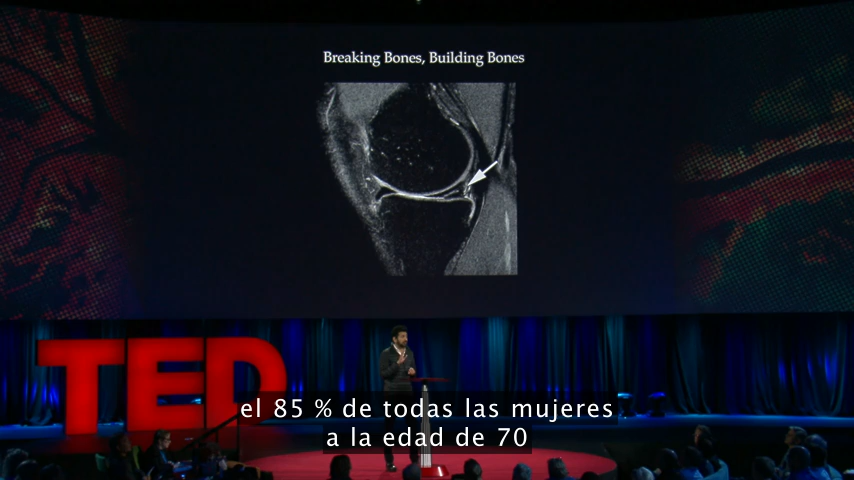 Breaking Bones, Building Bones
TED
el 85 % de todas las mujeres
a la edad de 70